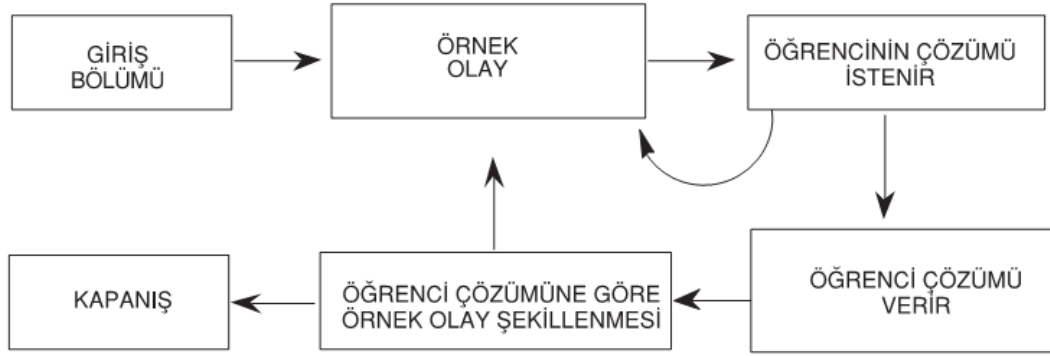 GİRİŞ
BÖLÜMÜ
ÖRNEK
OLAY
ÖĞRENCİNİN ÇÖZÜMÜ
İSTENİR
KAPANIŞ
ÖĞRENCİ ÇÖZÜMÜNE GÖRE
ÖRNEK OLAY ŞEKİLLENMESİ
ÖĞRENCİ ÇÖZÜMÜ
VERİR